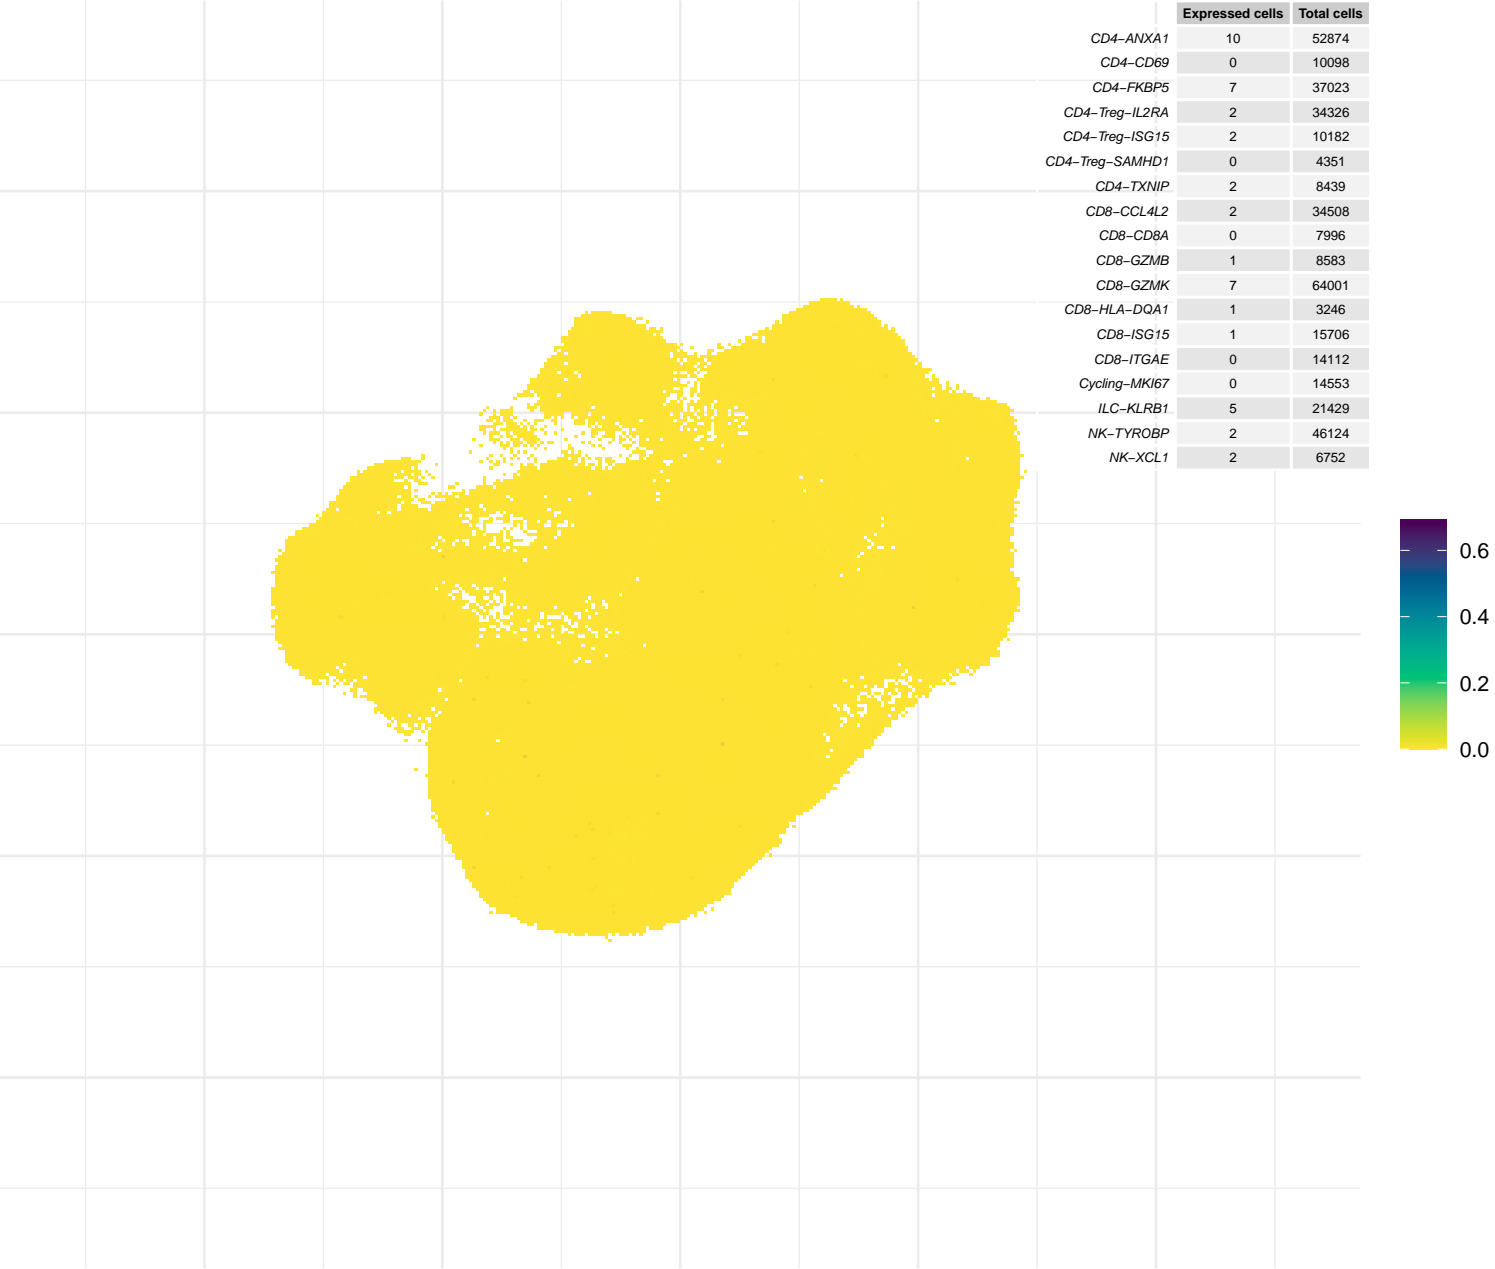 Expressed cells Total cells
CD4−ANXA1 10 52874
CD4−CD69 0 10098
CD4−FKBP5 7 37023
CD4−Treg−IL2RA 2 34326
CD4−Treg−ISG15 2 10182
CD4−Treg−SAMHD1 0 4351
CD4−TXNIP 2 8439
CD8−CCL4L2 2 34508
CD8−CD8A 0 7996
CD8−GZMB 1 8583
CD8−GZMK 7 64001
CD8−HLA−DQA1 1 3246
CD8−ISG15 1 15706
CD8−ITGAE 0 14112
Cycling−MKI67 0 14553
ILC−KLRB1 5 21429
NK−TYROBP 2 46124
NK−XCL1 2 6752
0.6
0.4
0.2
0.0